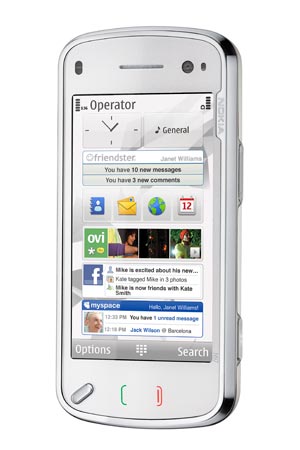 Operator
General
friendster. Janet Williams
You have 10 new messages
You have 3 new comments
12
ovi
Mike is excited about his new...
Kate tagged Mike in 3 photos
Mike is now friends with Kate
Smith
myspace Hello, Janet Williams!
12:33 PM You have 1 unread message
12:18 PM Jack Wilson @ Barcelona
Options Search
NOKIA